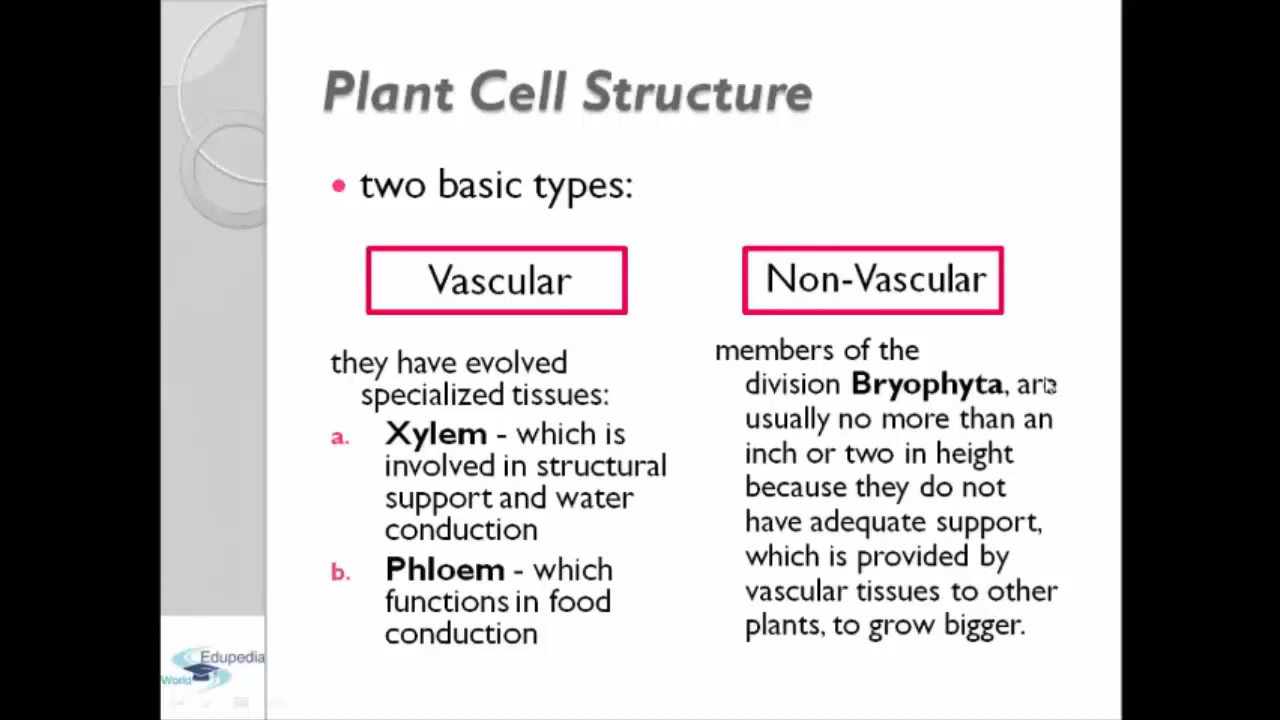 Plant Cell Structure
• two basic types:
Vascular
they have evolved
specialized tissues:
a. Xylem - which is
involved in structural
support and water
conduction
b. Phloem - which
functions in food
conduction
Non-Vascular
members of the
division Bryophyta, are
usually no more than an
inch or two in height
because they do not
have adequate support,
which is provided by
vascular tissues to other
plants, to grow bigger.
Edupedia
World